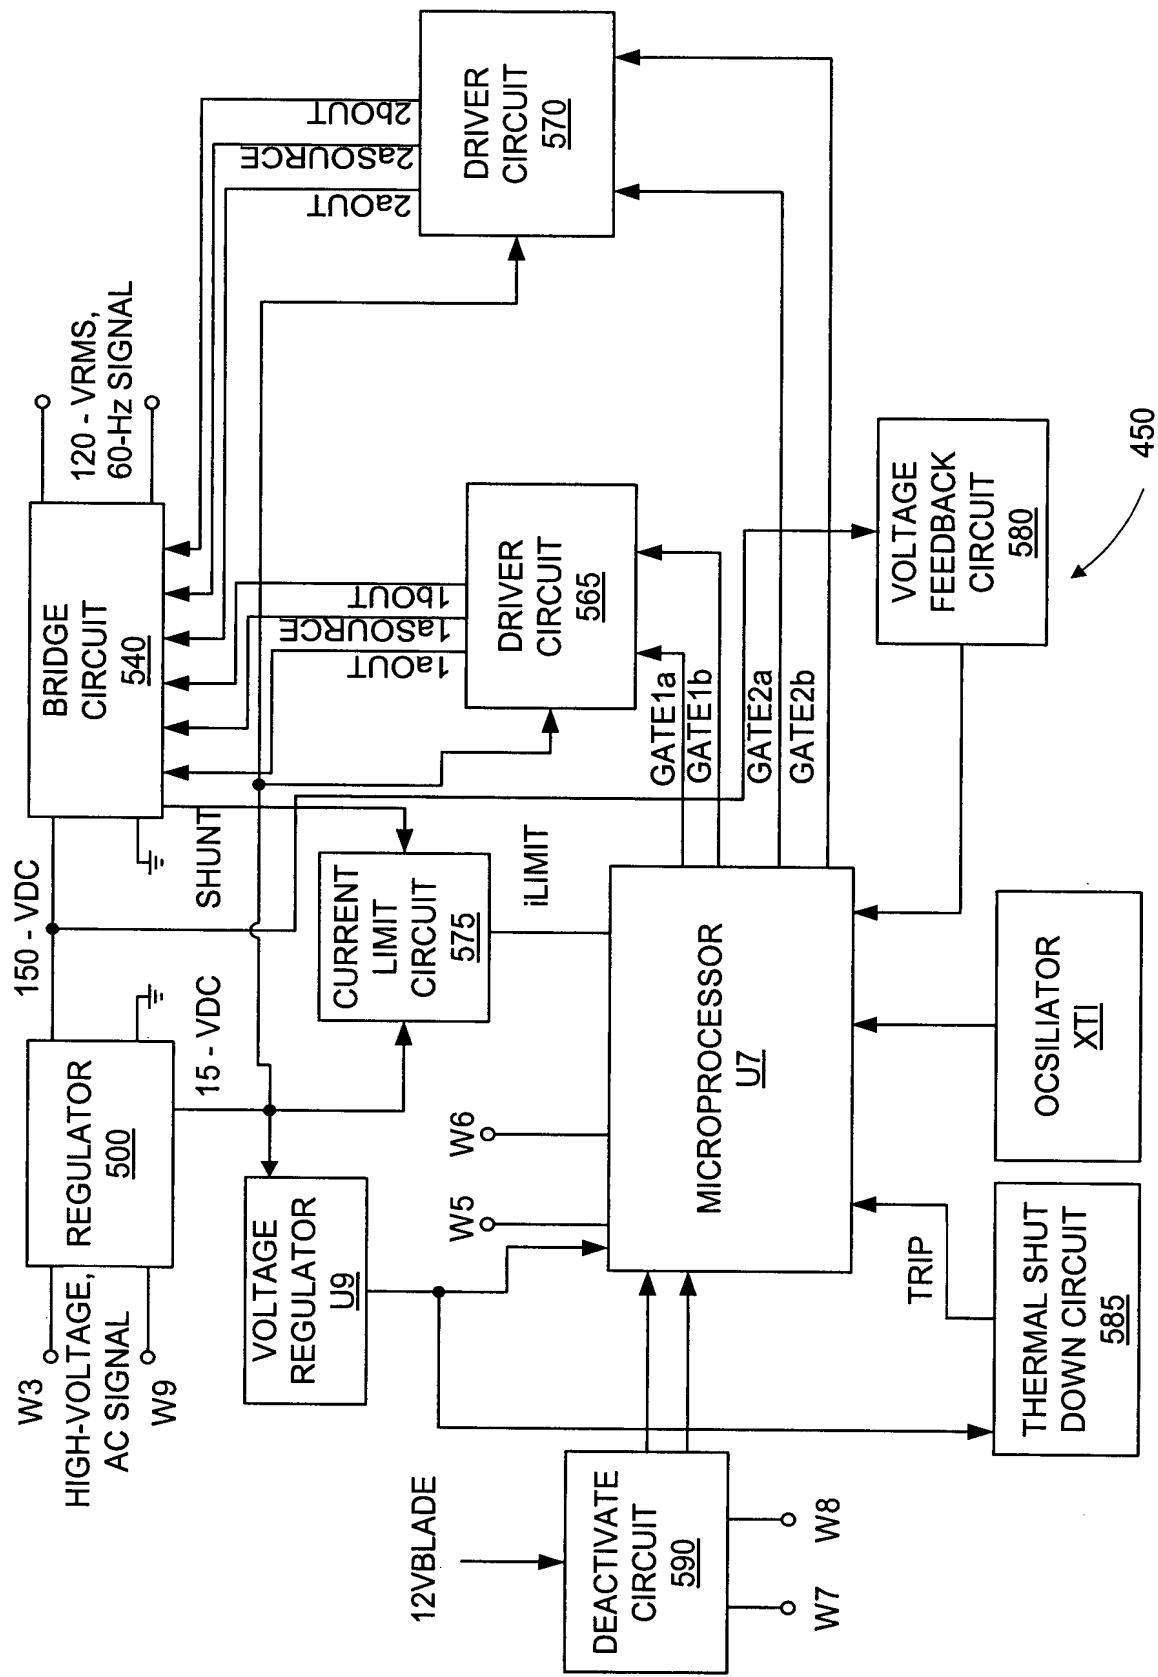 W3
HIGH-VOLTAGE,
AC SIGNAL
W9
REGULATOR
500
150 - VDC
15 - VDC
BRIDGE
CIRCUIT
540
120 - VRMS,
60-Hz SIGNAL
SHUNT
VOLTAGE
REGULATOR
U9
CURRENT
LIMIT
CIRCUIT
575
iLIMIT
1aOUT
1aSOURCE
1bOUT
DRIVER
CIRCUIT
565
2aOUT
2aSOURCE
2bOUT
DRIVER
CIRCUIT
570
12VBLADE
DEACTIVATE
CIRCUIT
590
W7
W8
W5
W6
MICROPROCESSOR
U7
GATE1a
GATE1b
GATE2a
GATE2b
TRIP
THERMAL SHUT
DOWN CIRCUIT
585
OCSILIATOR
XTI
VOLTAGE
FEEDBACK
CIRCUIT
580
450